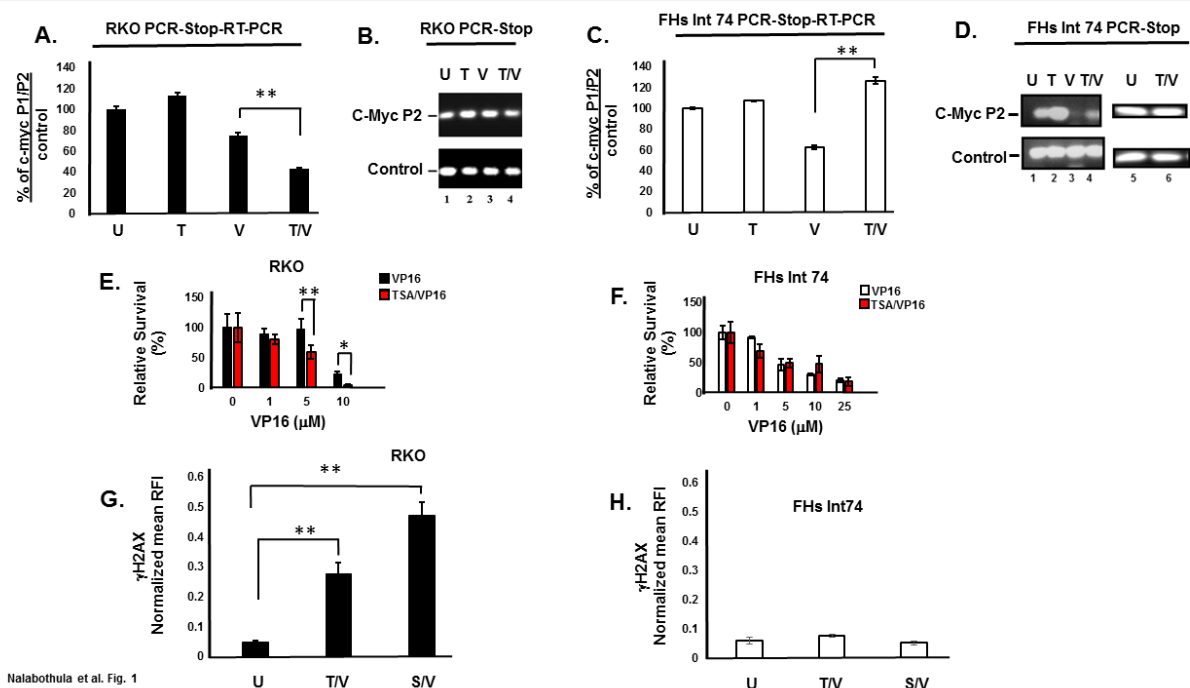 A.
RKO PCR-Stop-RT-PCR
% of c-myc P1/P2
control
140
120
100
80
60
40
20
0
**
U T V T/V
B.
RKO PCR-Stop
U T V T/V
C-Myc P2
Control
1 2 3 4
C.
FHs Int 74 PCR-Stop-RT-PCR
% of c-myc P1/P2
control
140
120
100
80
60
40
20
0
**
U T V T/V
D.
FHs Int 74 PCR-Stop
U T V T/V U T/V
C-Myc P2
Control
1 2 3 4 5 6
E.
RKO
VP16
TSA/VP16
Relative Survival
(%)
150
100
50
0
**
*
0 1 5 10
VP16 (μM)
F.
FHs Int 74
VP16
TSA/VP16
Relative Survival
(%)
150
100
50
0
0 1 5 10 25
VP16 (μM)
G.
RKO
γH2AX
Normalized mean RFI
0.6
0.5
0.4
0.3
0.2
0.1
0
**
**
U T/V S/V
H.
FHs Int74
γH2AX
Normalized mean RFI
0.6
0.5
0.4
0.3
0.2
0.1
0
U T/V S/V
Nalabothula et al. Fig. 1